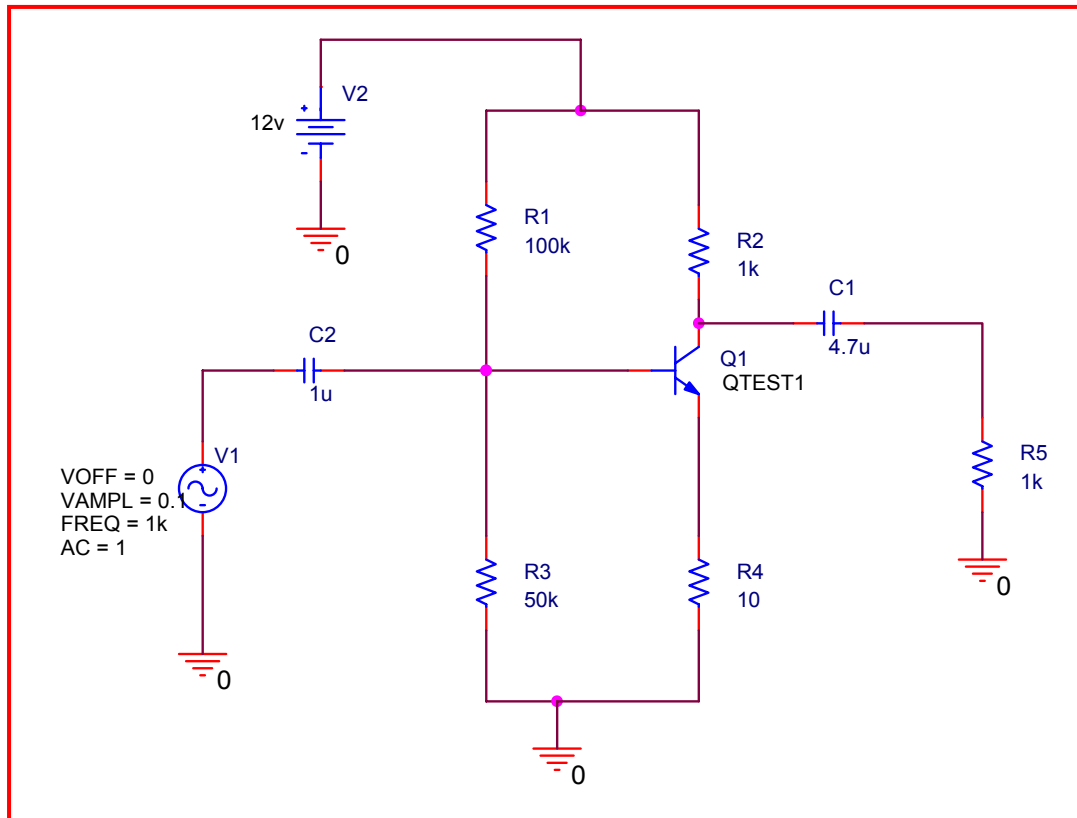 V2
12v
0
R1
100k
R2
1k
C1
4.7u
C2
1u
Q1
QTEST1
V1
VOFF = 0
VAMPL = 0.1
FREQ = 1k
AC = 1
R5
1k
0
R3
50k
R4
10
0
0